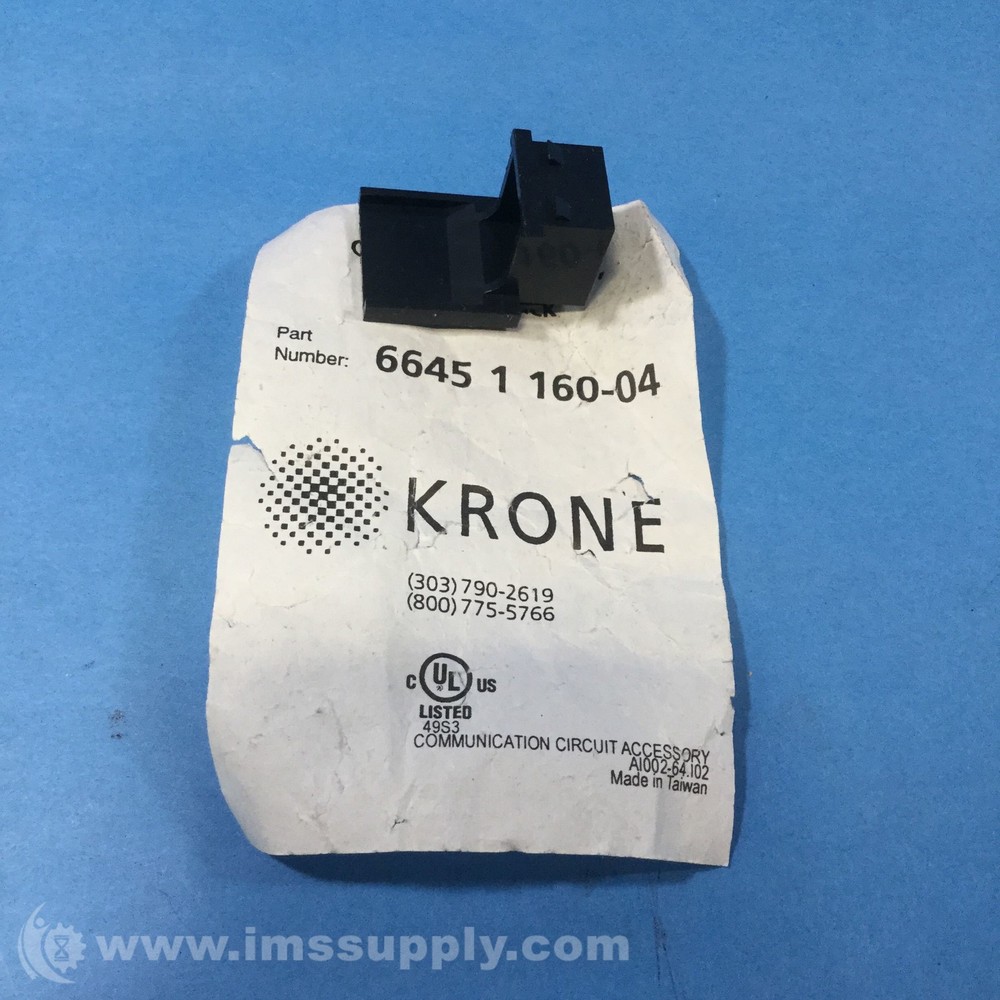 Part
Number: 6645 1 160-04
KRONE
(303) 790-2619
(800) 775-5766
C UL US
LISTED
49S3
COMMUNICATION CIRCUIT ACCESSORY
AI002-64.I02
Made in Taiwan
www.imssupply.com